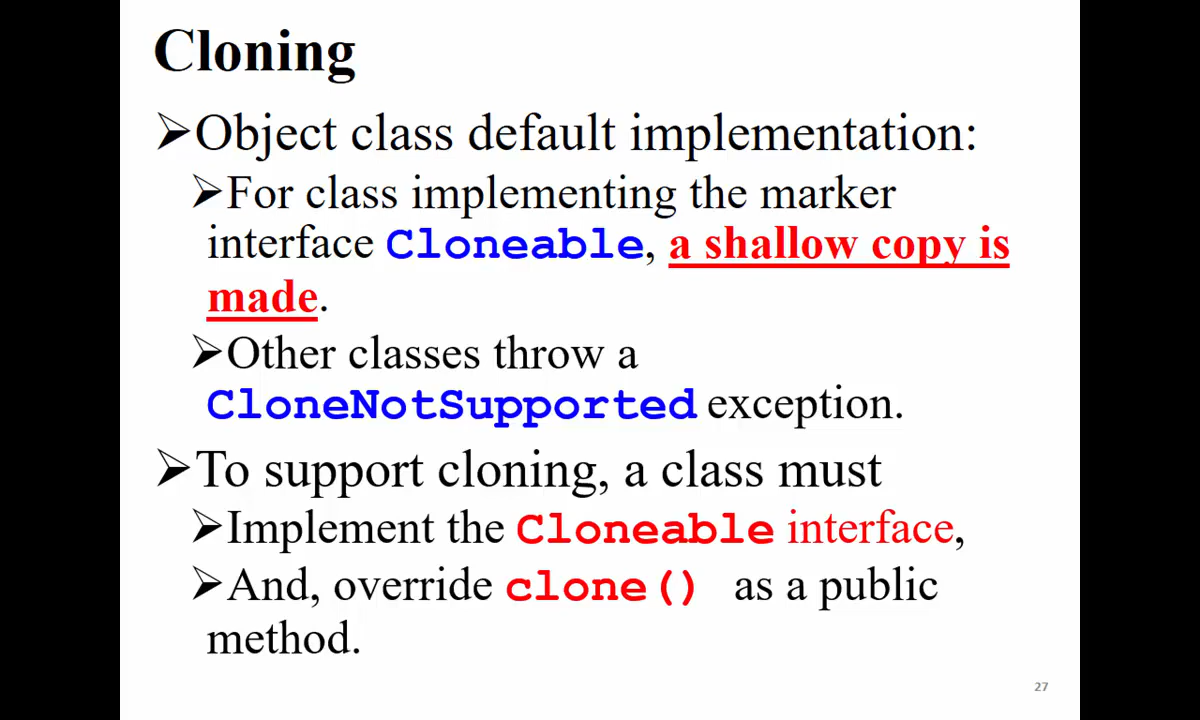 Cloning
➢Object class default implementation:
➢For class implementing the marker
interface Cloneable, a shallow copy is
made.
➢Other classes throw a
CloneNotSupported exception.
➢To support cloning, a class must
➢Implement the Cloneable interface,
➢And, override clone() as a public
method.
27